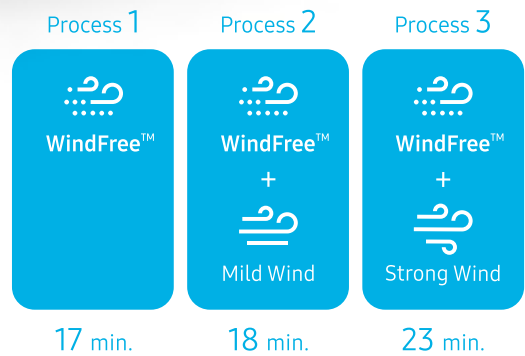 Process 1
Process 2
Process 3
WindFree™
WindFree™
+
Mild Wind
WindFree™
+
Strong Wind
17 min.
18 min.
23 min.